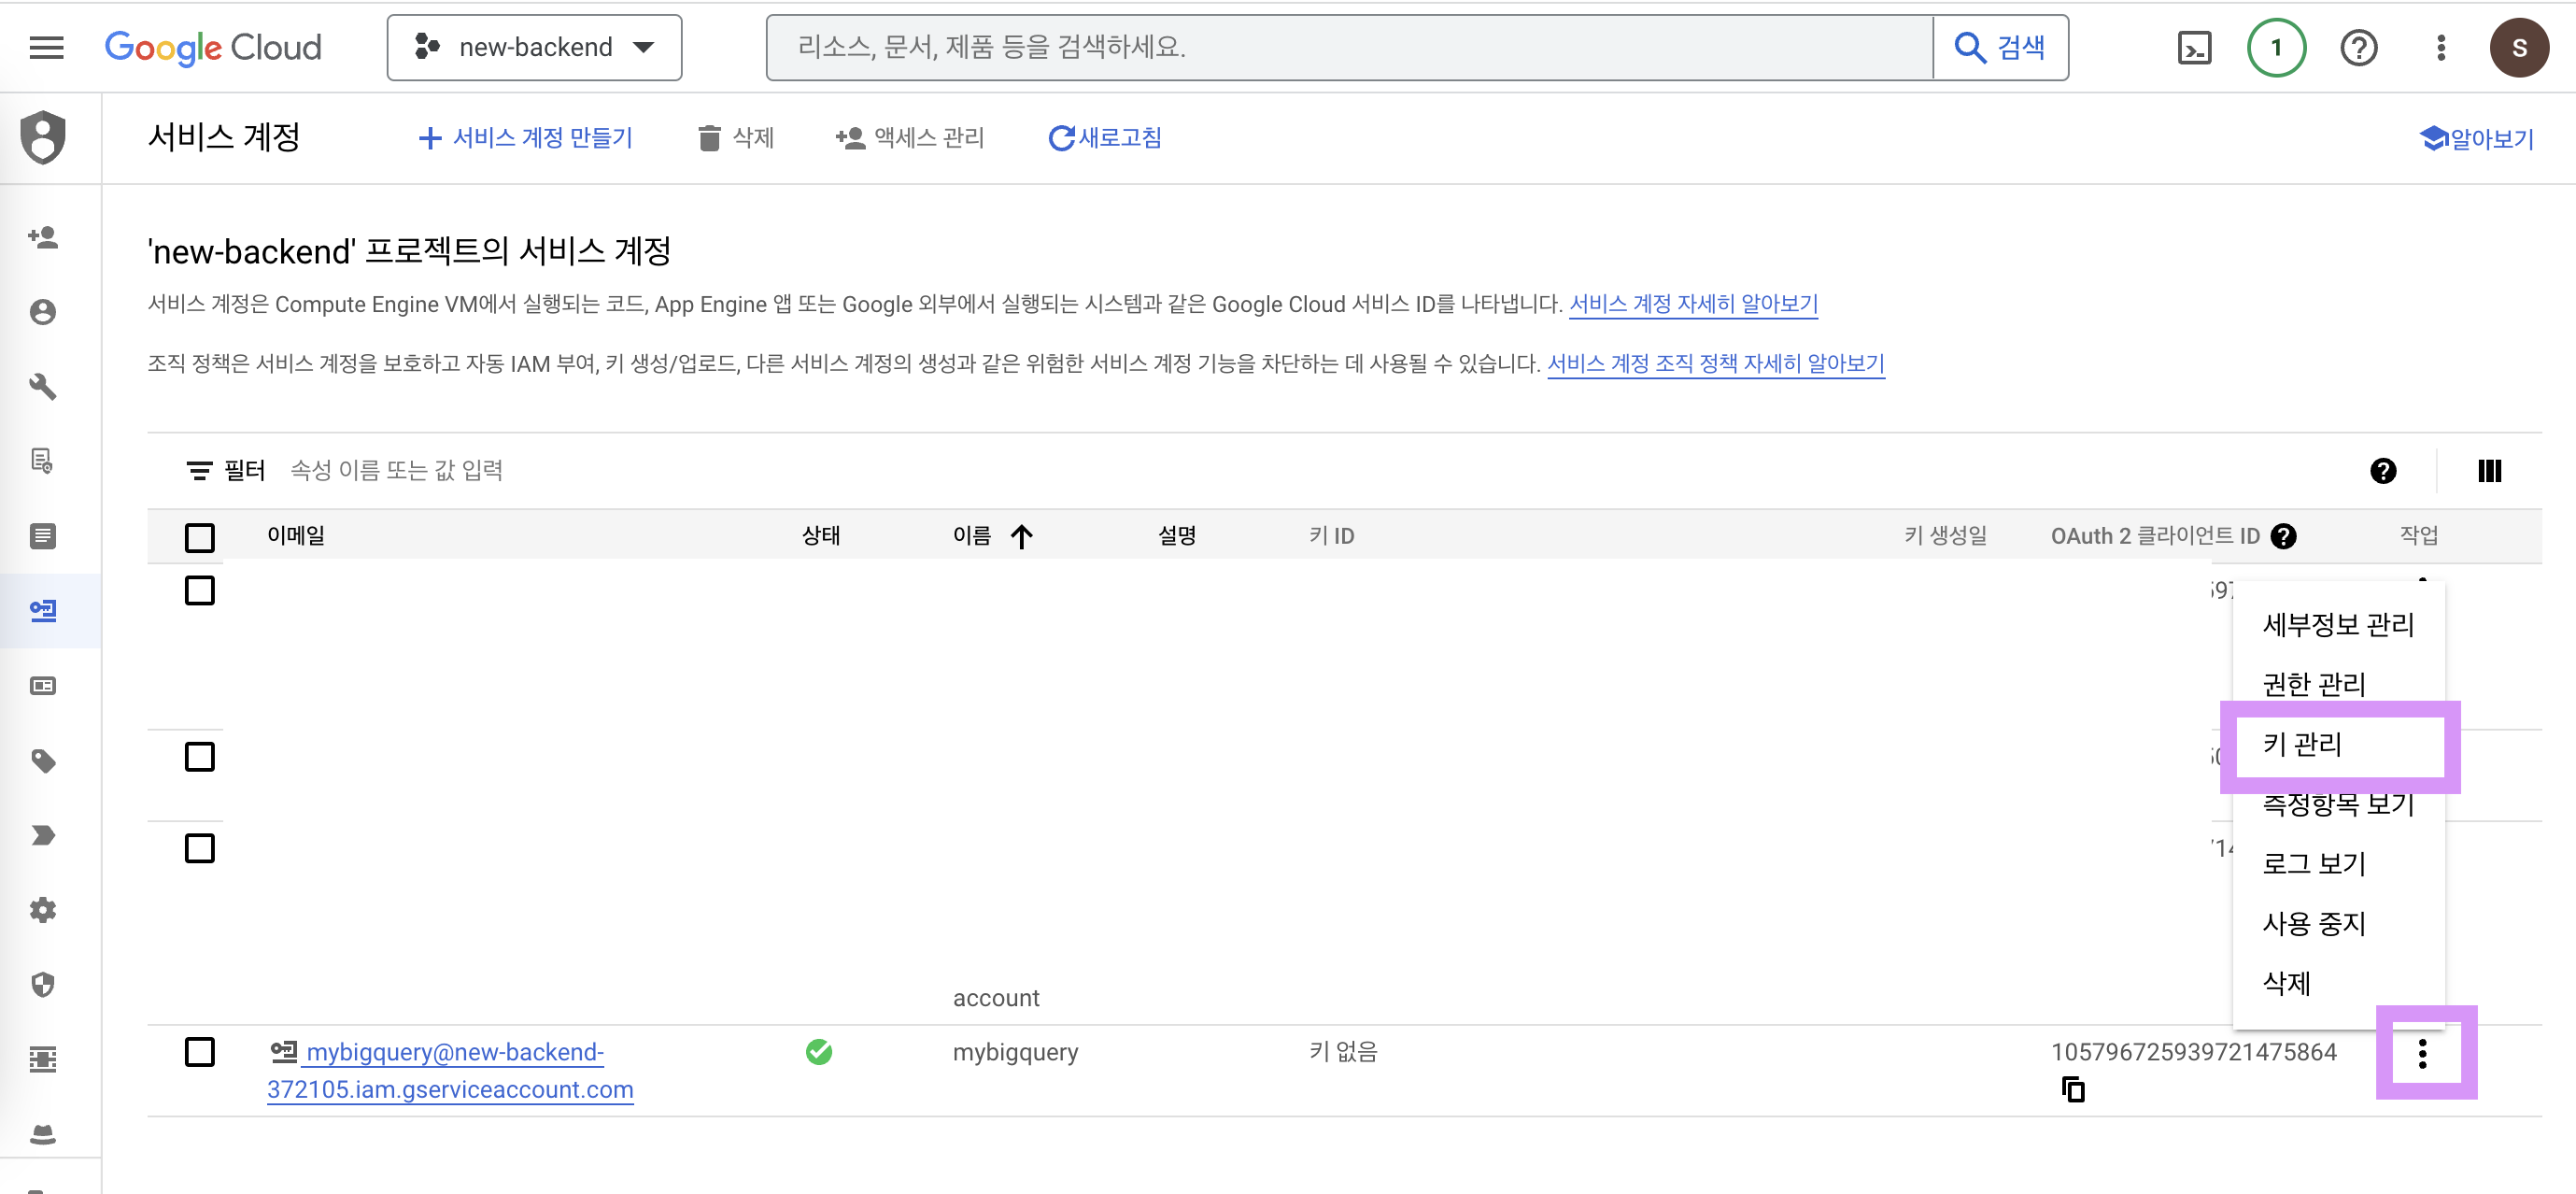 Google Cloud
new-backend
리소스, 문서, 제품 등을 검색하세요.
검색
1
S
서비스 계정
서비스 계정 만들기
삭제
액세스 관리
새로고침
알아보기
'new-backend' 프로젝트의 서비스 계정
서비스 계정은 Compute Engine VM에서 실행되는 코드, App Engine 앱 또는 Google 외부에서 실행되는 시스템과 같은 Google Cloud 서비스 ID를 나타냅니다. 서비스 계정 자세히 알아보기
조직 정책은 서비스 계정을 보호하고 자동 IAM 부여, 키 생성/업로드, 다른 서비스 계정의 생성과 같은 위험한 서비스 계정 기능을 차단하는 데 사용될 수 있습니다. 서비스 계정 조직 정책 자세히 알아보기
필터 속성 이름 또는 값 입력
이메일 상태 이름 설명 키 ID 키 생성일 OAuth 2 클라이언트 ID 작업
세부정보 관리
권한 관리
키 관리
측정항목 보기
로그 보기
사용 중지
삭제
account
mybigquery@new-backend-
372105.iam.gserviceaccount.com
mybigquery
키 없음
105796725939721475864